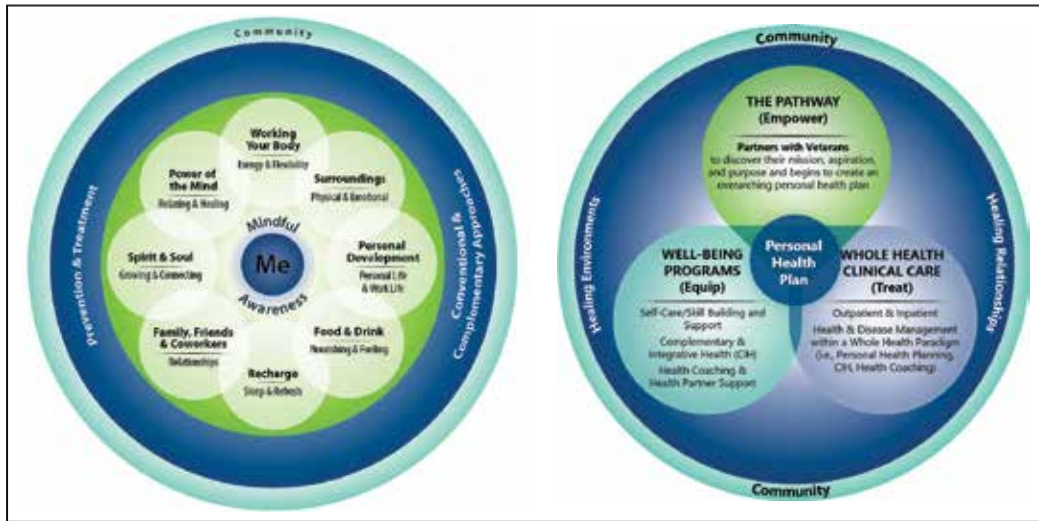 Community
Prevention & Treatment
Conventional &
Complementary Approaches
Working
Your Body
Energy & Flexibility
Surroundings
Physical & Emotional
Personal
Development
Personal Life
& Work Life
Food & Drink
Nourishing & Fueling
Recharge
Sleep & Refresh
Family, Friends
& Coworkers
Relationships
Spirit & Soul
Growing & Connecting
Power of
the Mind
Relaxing & Healing
Mindful
Me
Awareness
Community
Healing Environments
Healing Relationships
THE PATHWAY
(Empower)
Partners with Veterans
to discover their mission, aspiration,
and purpose and begins to create an
overarching personal health plan
Personal
Health
Plan
WELL-BEING
PROGRAMS
(Equip)
Self-Care/Skill Building and
Support
Complementary &
Integrative Health (CIH)
Health Coaching &
Health Partner Support
WHOLE HEALTH
CLINICAL CARE
(Treat)
Outpatient & Inpatient
Health & Disease Management
within a Whole Health Paradigm
(i.e., Personal Health Planning,
CIH, Health Coaching)
Community